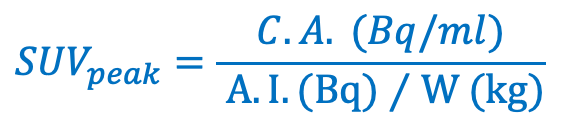 SUVpeak = C. A. (Bq/ml) / A. I. (Bq) / W (kg)